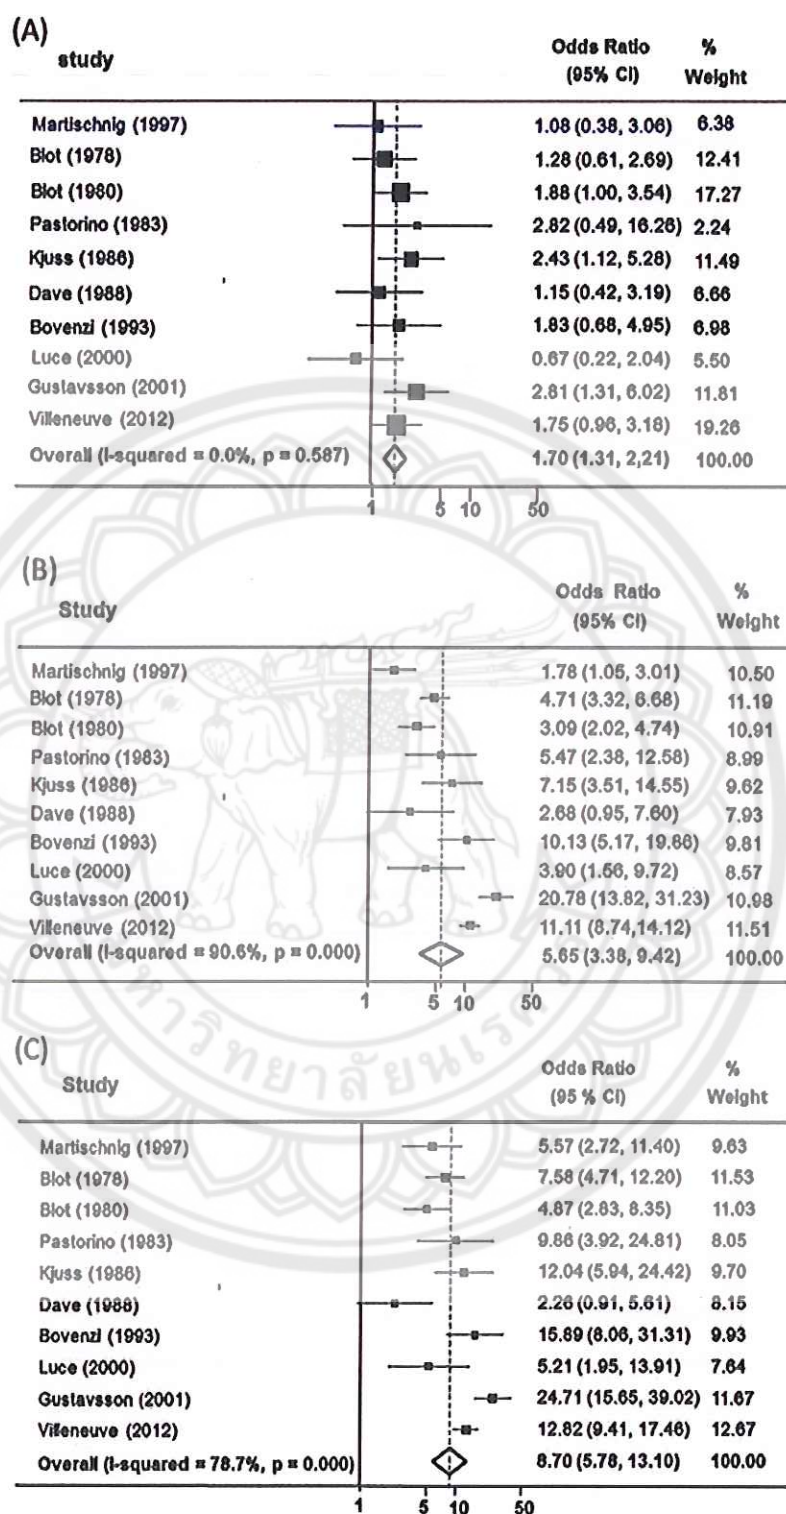 (A)
study Odds Ratio (95% CI) % Weight
Martischnig (1997) 1.08 (0.38, 3.06) 6.38
Blot (1978) 1.28 (0.61, 2.69) 12.41
Blot (1980) 1.88 (1.00, 3.54) 17.27
Pastorino (1983) 2.82 (0.49, 16.26) 2.24
Kjuss (1986) 2.43 (1.12, 5.28) 11.49
Dave (1988) 1.15 (0.42, 3.19) 6.66
Bovenzi (1993) 1.83 (0.68, 4.95) 6.98
Luce (2000) 0.67 (0.22, 2.04) 5.50
Gustavsson (2001) 2.81 (1.31, 6.02) 11.81
Villeneuve (2012) 1.75 (0.96, 3.18) 19.26
Overall (I-squared = 0.0%, p = 0.587) 1.70 (1.31, 2,21) 100.00
1 5 10 50
(B)
Study Odds Ratio (95% CI) % Weight
Martischnig (1997) 1.78 (1.05, 3.01) 10.50
Blot (1978) 4.71 (3.32, 6.68) 11.19
Blot (1980) 3.09 (2.02, 4.74) 10.91
Pastorino (1983) 5.47 (2.38, 12.58) 8.99
Kjuss (1986) 7.15 (3.51, 14.55) 9.62
Dave (1988) 2.68 (0.95, 7.60) 7.93
Bovenzi (1993) 10.13 (5.17, 19.86) 9.81
Luce (2000) 3.90 (1.56, 9.72) 8.57
Gustavsson (2001) 20.78 (13.82, 31.23) 10.98
Villeneuve (2012) 11.11 (8.74,14.12) 11.51
Overall (I-squared = 90.6%, p = 0.000) 5.65 (3.38, 9.42) 100.00
1 5 10 50
มหาวิทยาลัยนเรศวร
(C)
Study Odds Ratio (95 % CI) % Weight
Martischnig (1997) 5.57 (2.72, 11.40) 9.63
Blot (1978) 7.58 (4.71, 12.20) 11.53
Blot (1980) 4.87 (2.83, 8.35) 11.03
Pastorino (1983) 9.86 (3.92, 24.81) 8.05
Kjuss (1986) 12.04 (5.94, 24.42) 9.70
Dave (1988) 2.26 (0.91, 5.61) 8.15
Bovenzi (1993) 15.89 (8.06, 31.31) 9.93
Luce (2000) 5.21 (1.95, 13.91) 7.64
Gustavsson (2001) 24.71 (15.65, 39.02) 11.67
Villeneuve (2012) 12.82 (9.41, 17.46) 12.67
Overall (I-squared = 78.7%, p = 0.000) 8.70 (5.78, 13.10) 100.00
1 5 10 50